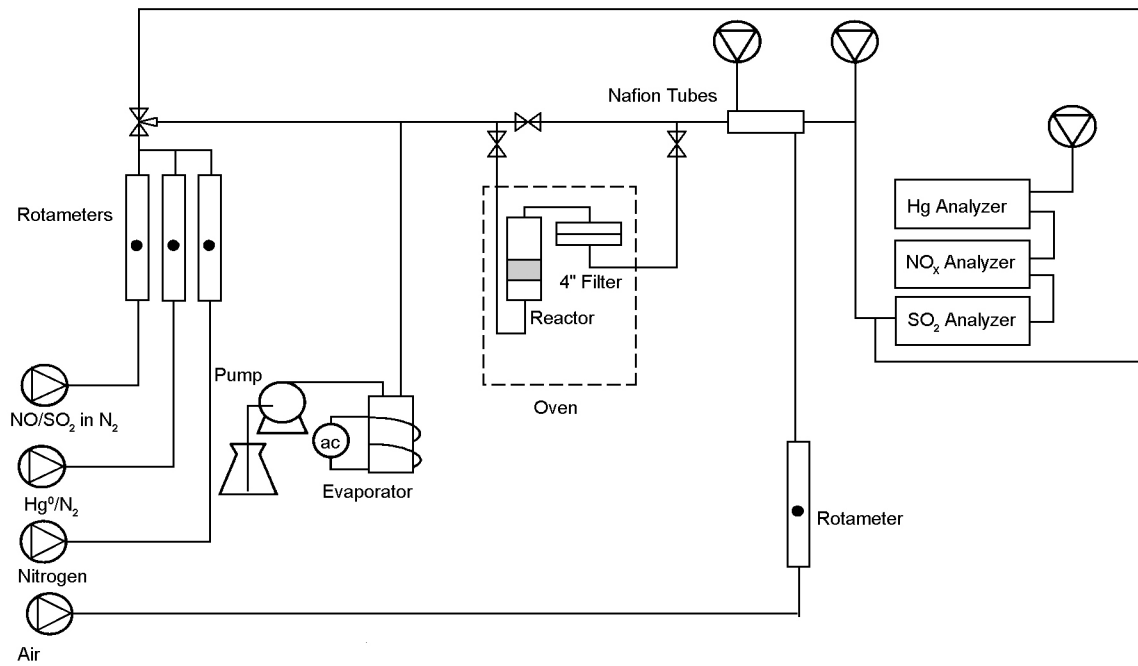 Nafion Tubes
Rotameters
Hg Analyzer
NOx Analyzer
SO2 Analyzer
4" Filter
Reactor
Oven
Pump
NO/SO2 in N2
ac
Evaporator
Hg⁰/N2
Rotameter
Nitrogen
Air